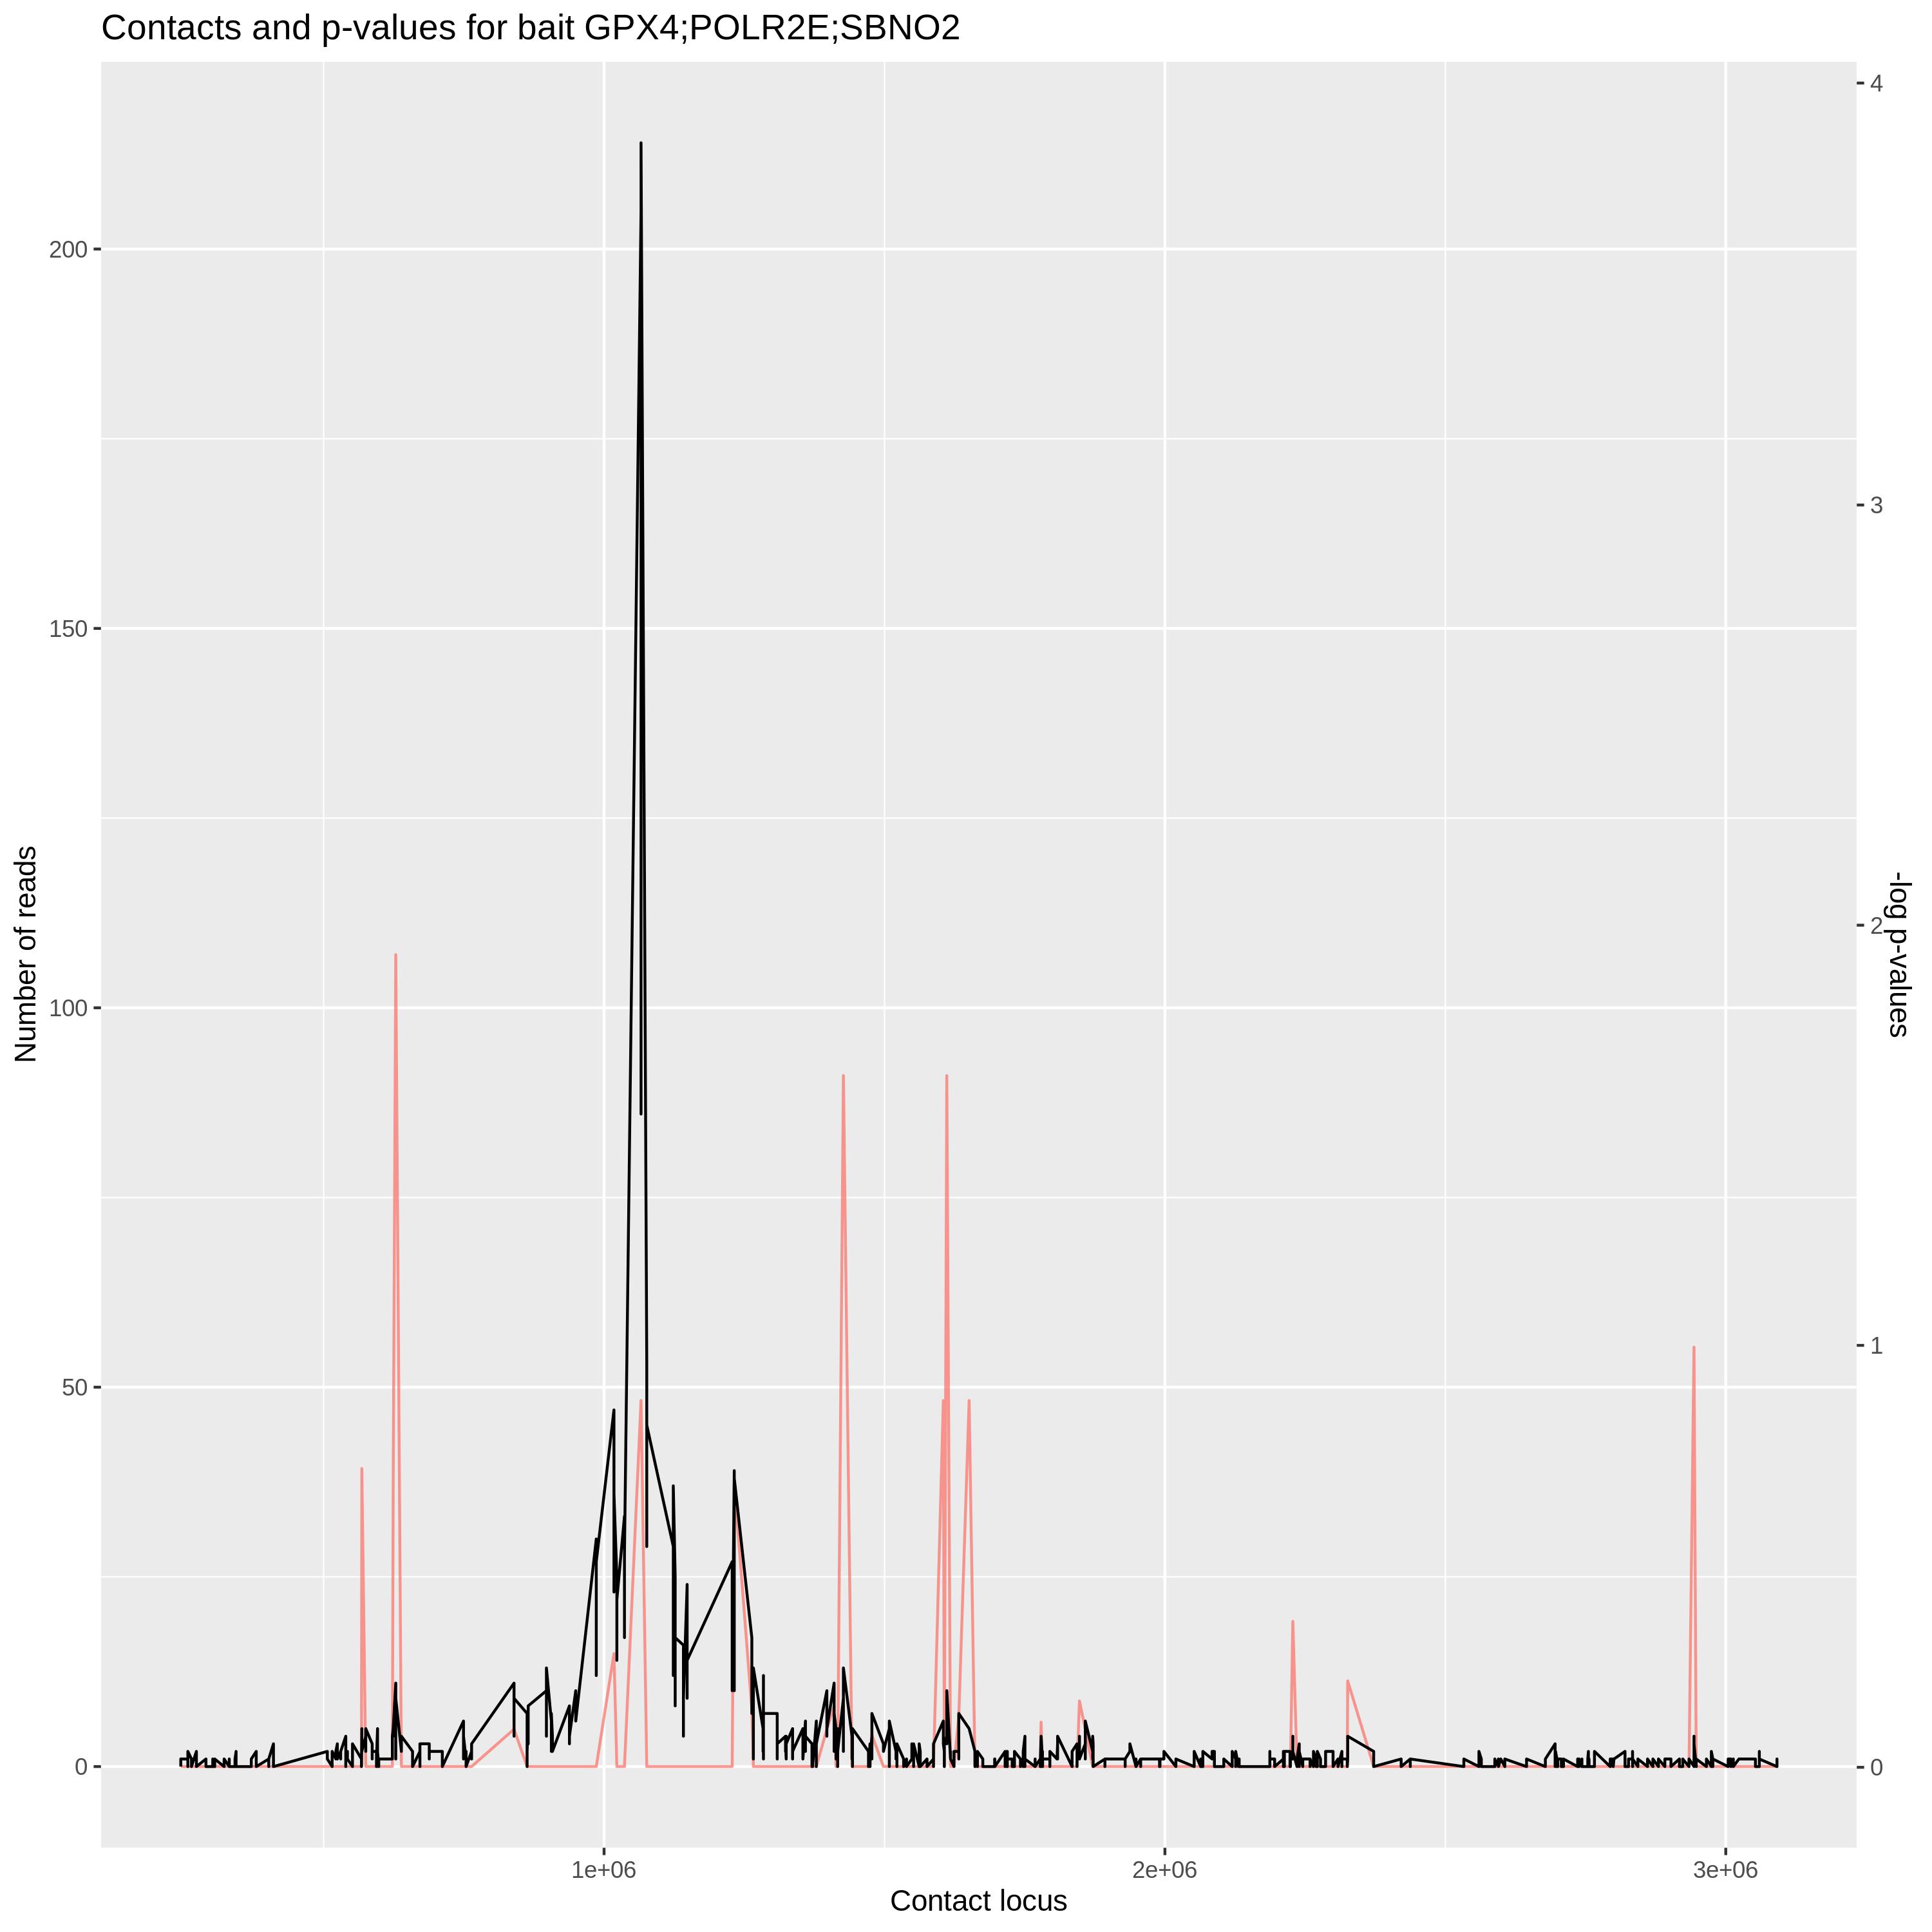 Contacts and p-values for bait GPX4;POLR2E;SBNO2
Number of reads
200
150
100
50
0
4
3
2
1
0
-log p-values
1e+06
2e+06
3e+06
Contact locus